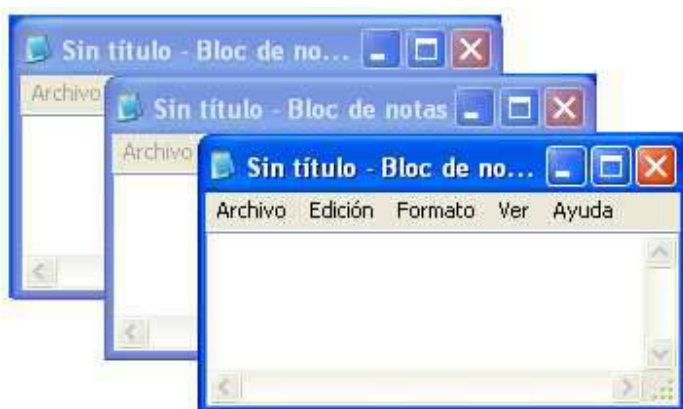 Sin título - Bloc de no...
Archivo
Sin título - Bloc de notas
Archivo
Sin título - Bloc de no...
Archivo Edición Formato Ver Ayuda